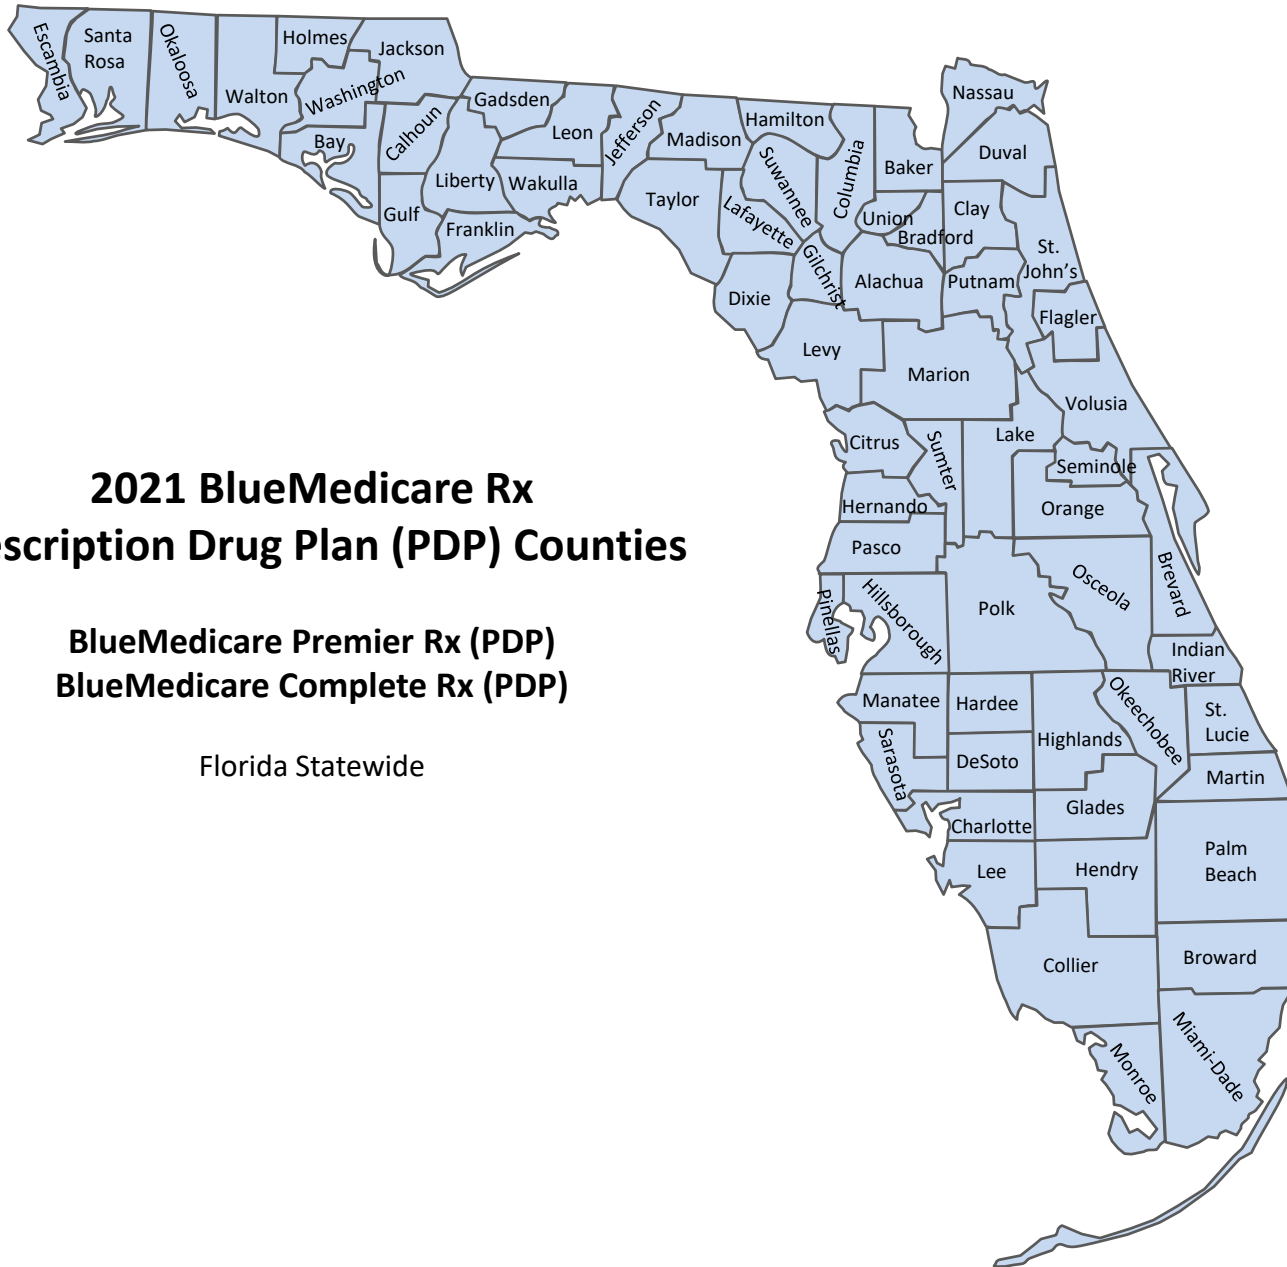 Escambia
Santa
Rosa
Okaloosa
Walton
Holmes
Washington
Jackson
Bay
Calhoun
Gulf
Liberty
Gadsden
Leon
Wakulla
Franklin
Jefferson
Madison
Taylor
Hamilton
Suwannee
Lafayette
Dixie
Columbia
Gilchrist
Baker
Union
Bradford
Alachua
Nassau
Duval
Clay
Putnam
St.
John’s
Flagler
Levy
Marion
Volusia
Citrus
Sumter
Lake
Seminole
Orange
Hernando
Pasco
Pinellas
Hillsborough
Polk
Osceola
Brevard
Indian
River
Manatee
Hardee
Sarasota
DeSoto
Highlands
Okeechobee
St.
Lucie
Martin
Charlotte
Glades
Lee
Hendry
Palm
Beach
Collier
Broward
Monroe
Miami-Dade
2021 BlueMedicare Rx
scription Drug Plan (PDP) Counties
BlueMedicare Premier Rx (PDP)
BlueMedicare Complete Rx (PDP)
Florida Statewide